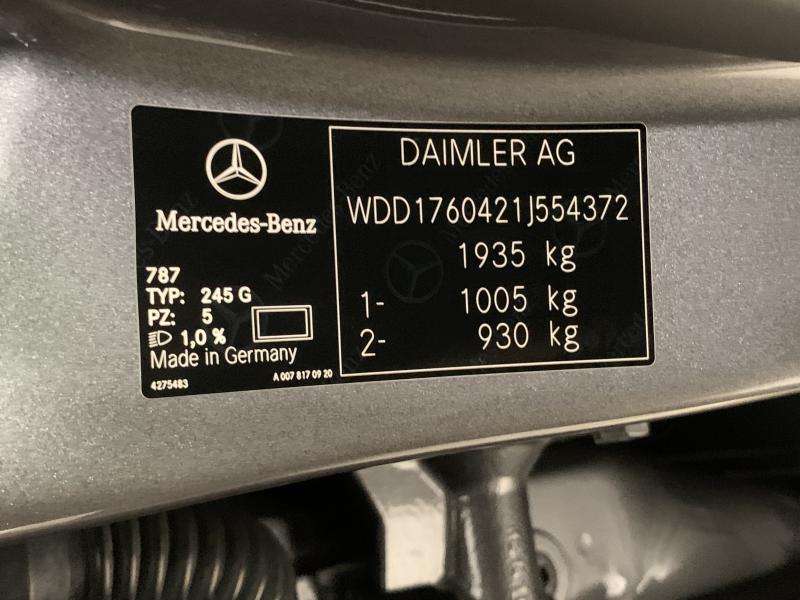 Mercedes-Benz
787
TYP: 245 G
PZ: 5
1,0 %
Made in Germany
4275483
A 007 817 09 20
DAIMLER AG
WDD1760421J554372
1935 kg
1- 1005 kg
2- 930 kg